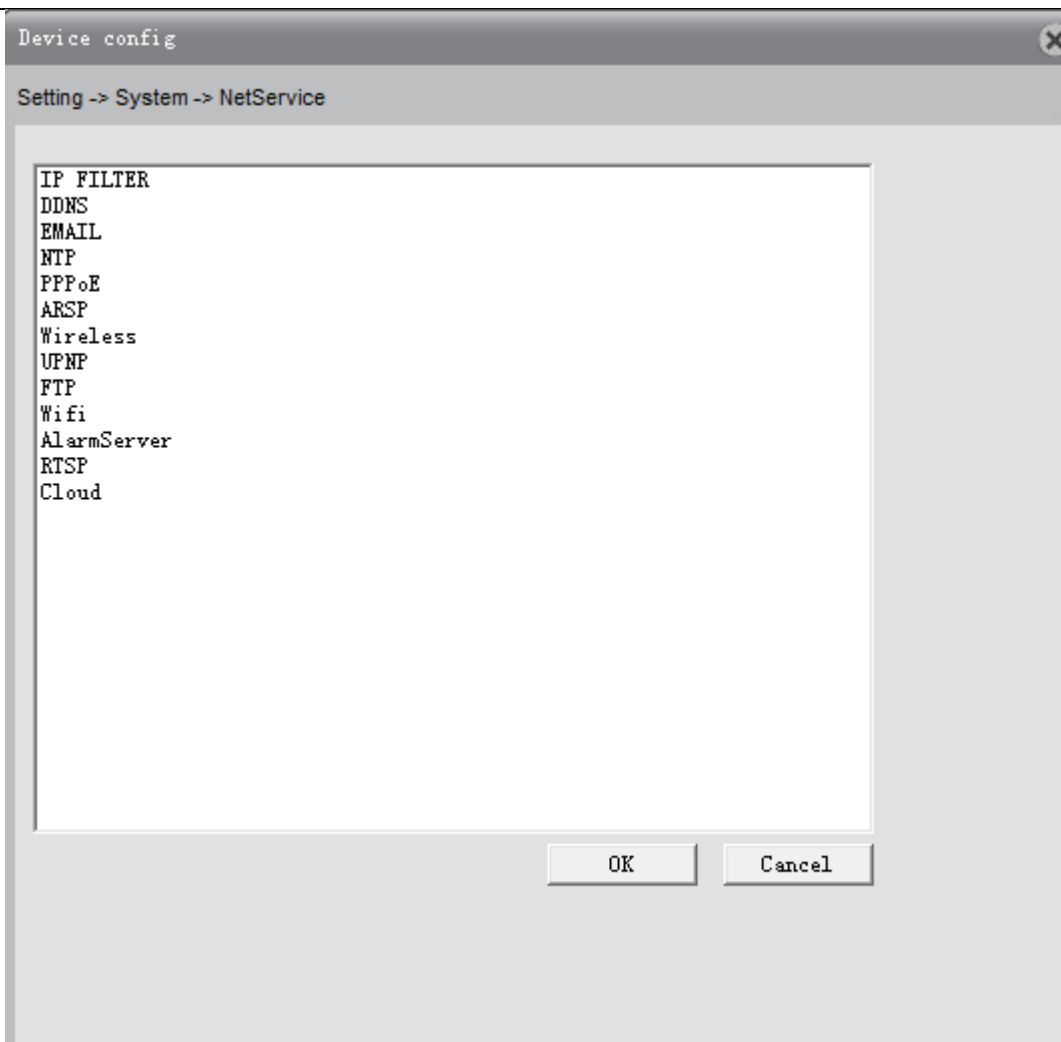 Device config
Setting -> System -> NetService
IP FILTER
DDNS
EMAIL
NTP
PPPoE
ARSP
Wireless
UPNP
FTP
Wifi
AlarmServer
RTSP
Cloud
OK Cancel